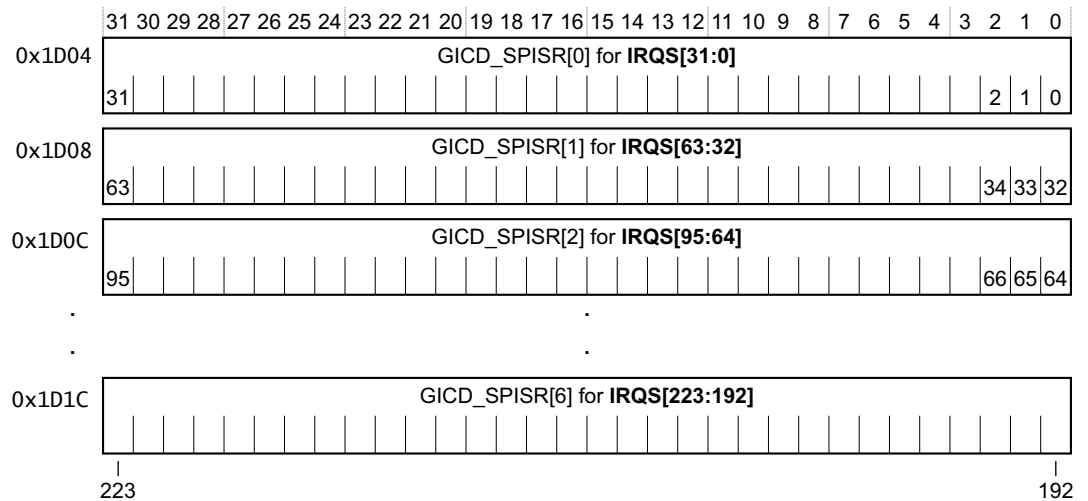 31 30 29 28 27 26 25 24 23 22 21 20 19 18 17 16 15 14 13 12 11 10 9 8 7 6 5 4 3 2 1 0
0x1D04 GICD_SPISR[0] for IRQS[31:0]
31 2 1 0
0x1D08 GICD_SPISR[1] for IRQS[63:32]
63 34 33 32
0x1D0C GICD_SPISR[2] for IRQS[95:64]
95 66 65 64
. .
. .
0x1D1C GICD_SPISR[6] for IRQS[223:192]
223 192